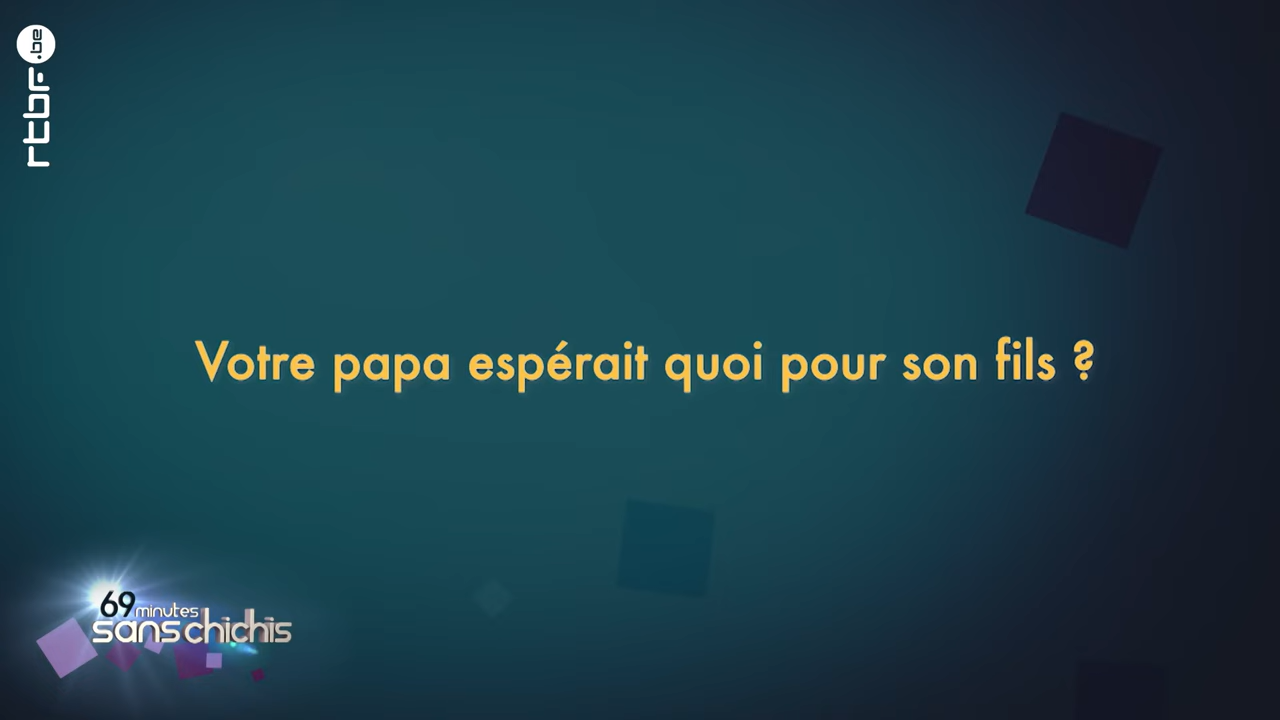 rtbf.be
Votre papa espérait quoi pour son fils ?
69 minutes
sans chichis